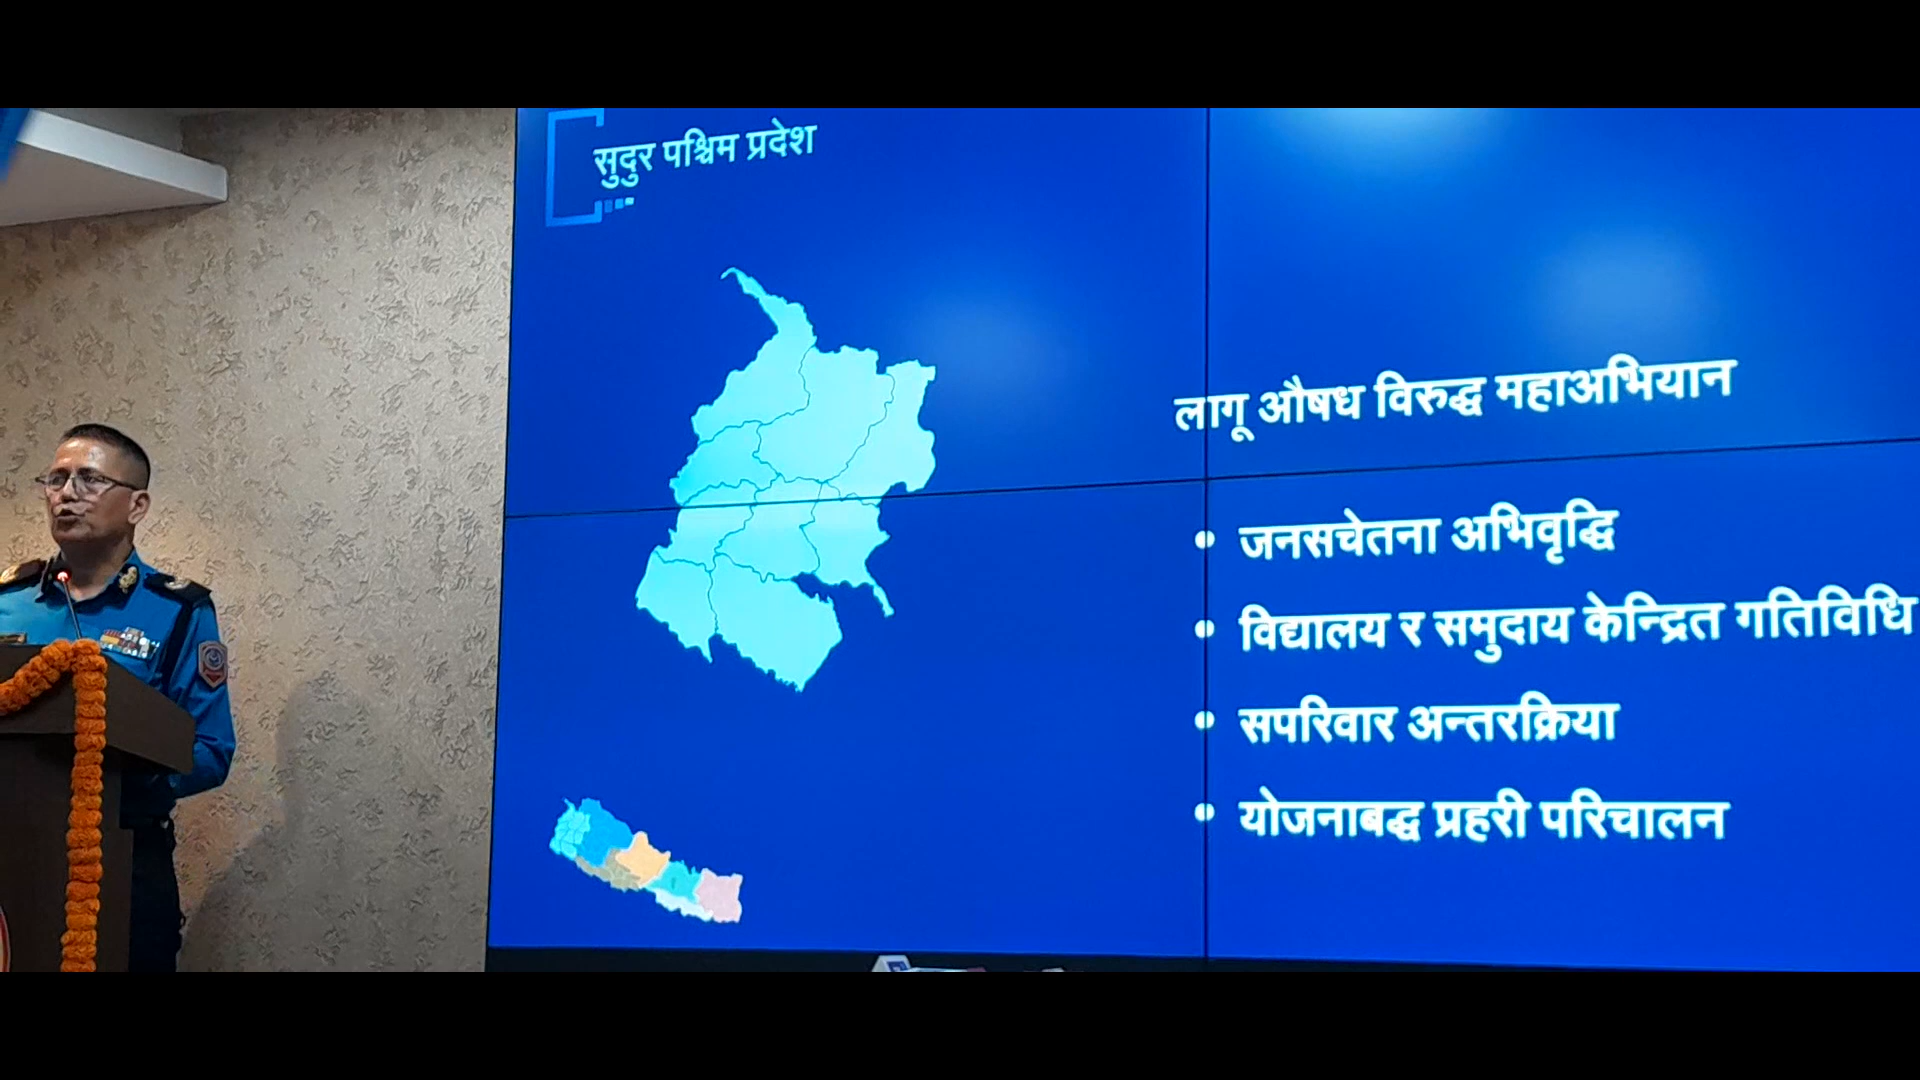 सुदुर पश्चिम प्रदेश
लागू औषध विरुद्ध महाअभियान
• जनसचेतना अभिवृद्धि
• विद्यालय र समुदाय केन्द्रित गतिविधि
• सपरिवार अन्तरक्रिया
• योजनाबद्ध प्रहरी परिचालन